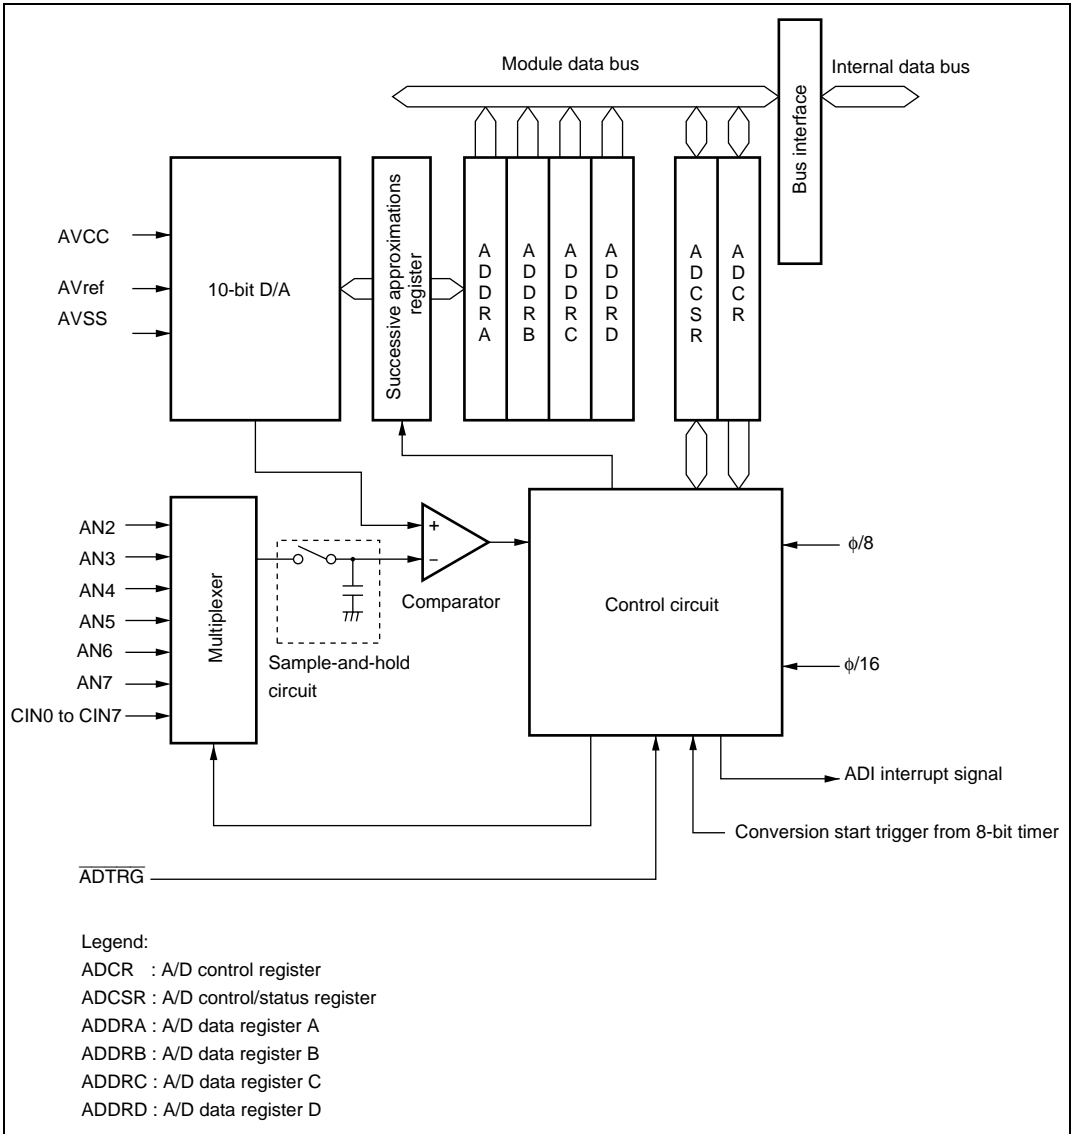 Module data bus
Internal data bus
Bus interface
AVCC
AVref
AVSS
10-bit D/A
Successive approximations
register
ADDRA
ADDRB
ADDRC
ADDRD
ADCSR
ADCR
AN2
AN3
AN4
AN5
AN6
AN7
CIN0 to CIN7
Multiplexer
+
−
Comparator
Sample-and-hold
circuit
Control circuit
ϕ/8
ϕ/16
ADI interrupt signal
Conversion start trigger from 8-bit timer
A̅D̅T̅R̅G̅
Legend:
ADCR : A/D control register
ADCSR : A/D control/status register
ADDRA : A/D data register A
ADDRB : A/D data register B
ADDRC : A/D data register C
ADDRD : A/D data register D